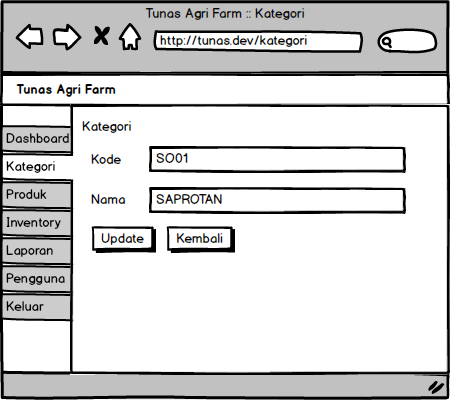 Tunas Agri Farm :: Kategori
http://tunas.dev/kategori
Tunas Agri Farm
Dashboard
Kategori
Produk
Inventory
Laporan
Pengguna
Keluar
Kategori
Kode SO01
Nama SAPROTAN
Update Kembali